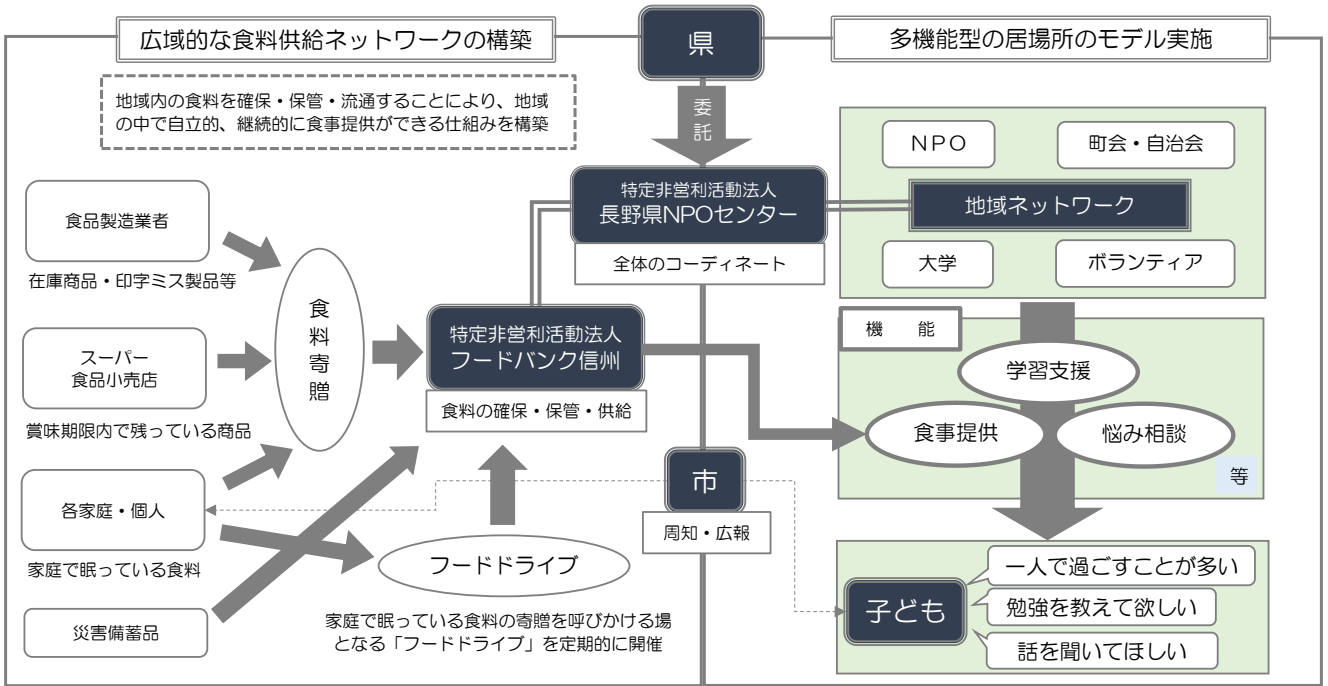 広域的な食料供給ネットワークの構築
県
多機能型の居場所のモデル実施
地域内の食料を確保・保管・流通することにより、地域
の中で自立的、継続的に食事提供ができる仕組みを構築
委託
NPO
町会・自治会
地域ネットワーク
大学
ボランティア
特定非営利活動法人
長野県NPOセンター
全体のコーディネート
食品製造業者
在庫商品・印字ミス製品等
スーパー
食品小売店
賞味期限内で残っている商品
各家庭・個人
家庭で眠っている食料
災害備蓄品
食料寄贈
特定非営利活動法人
フードバンク信州
食料の確保・保管・供給
フードドライブ
家庭で眠っている食料の寄贈を呼びかける場
となる「フードドライブ」を定期的に開催
市
周知・広報
機　能
学習支援
食事提供
悩み相談
等
子ども
一人で過ごすことが多い
勉強を教えて欲しい
話を聞いてほしい